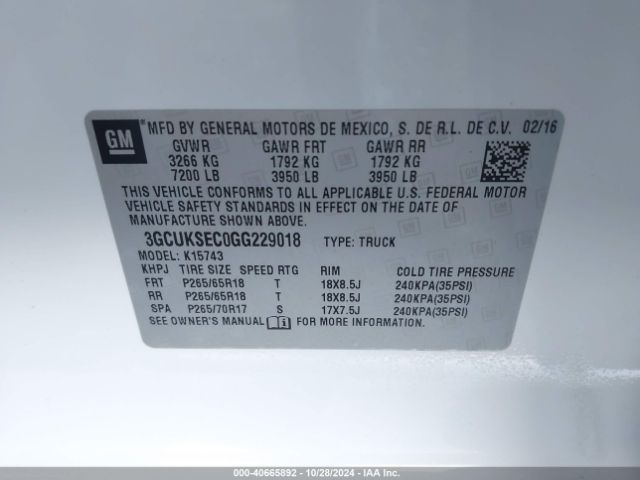 GM
MFD BY GENERAL MOTORS DE MEXICO, S. DE R.L. DE C.V. 02/16
GVWR GAWR FRT GAWR RR
3266 KG 1792 KG 1792 KG
7200 LB 3950 LB 3950 LB
THIS VEHICLE CONFORMS TO ALL APPLICABLE U.S. FEDERAL MOTOR
VEHICLE SAFETY STANDARDS IN EFFECT ON THE DATE OF
MANUFACTURE SHOWN ABOVE.
3GCUKSEC0GG229018 TYPE: TRUCK
MODEL: K15743
KHPJ TIRE SIZE SPEED RTG RIM COLD TIRE PRESSURE
FRT P265/65R18 T 18X8.5J 240KPA(35PSI)
RR P265/65R18 T 18X8.5J 240KPA(35PSI)
SPA P265/70R17 S 17X7.5J 240KPA(35PSI)
SEE OWNER'S MANUAL FOR MORE INFORMATION.
000-40665892 - 10/28/2024 - IAAI.com